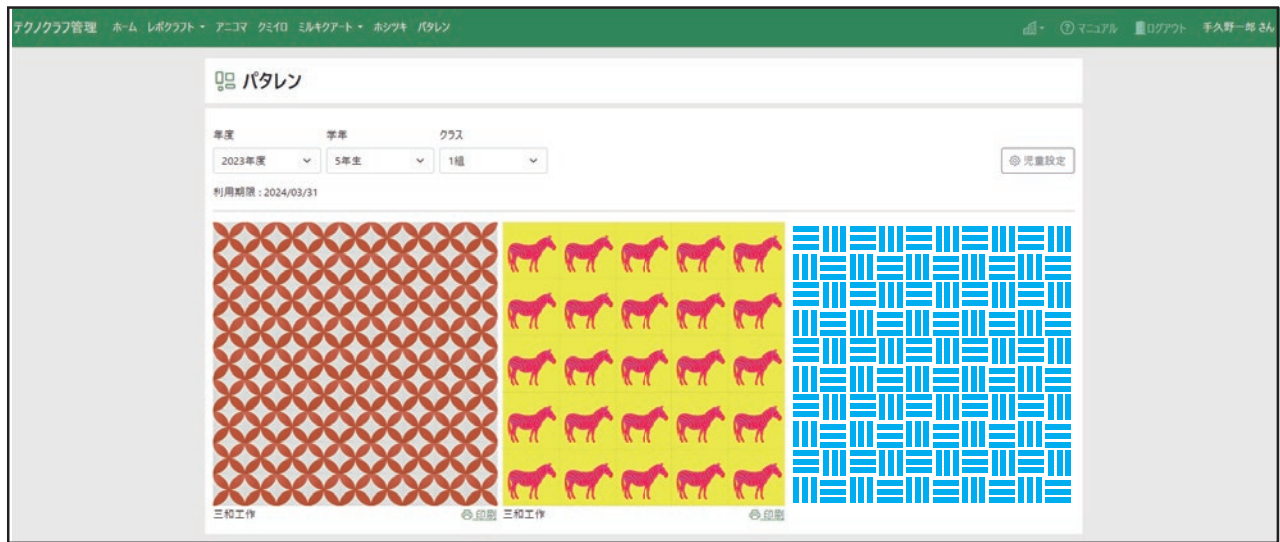 テクノクラフ管理 ホーム レポクラフト アニコマ クミイロ ミルキクアート ホシツキ パタレン マニュアル ログアウト 手久野一郎 さん
パタレン
年度 学年 クラス
2023年度 5年生 1組 児童設定
利用期限 : 2024/03/31
三和工作 印刷 三和工作 印刷